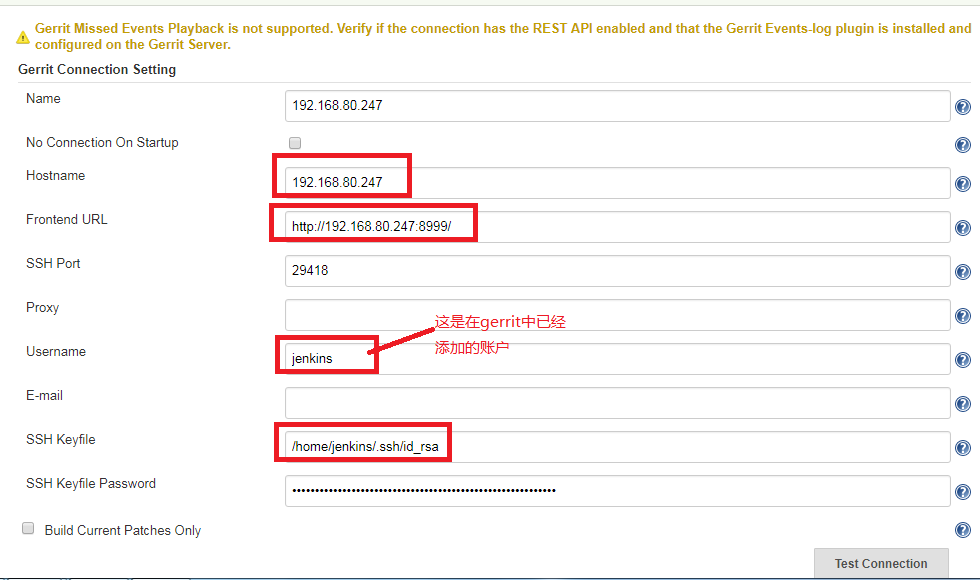 Gerrit Missed Events Playback is not supported. Verify if the connection has the REST API enabled and that the Gerrit Events-log plugin is installed and
configured on the Gerrit Server.
Gerrit Connection Setting
Name
192.168.80.247
No Connection On Startup
Hostname
192.168.80.247
Frontend URL
http://192.168.80.247:8999/
SSH Port
29418
Proxy
这是在gerrit中已经
添加的账户
Username
jenkins
E-mail
SSH Keyfile
/home/jenkins/.ssh/id_rsa
SSH Keyfile Password
Build Current Patches Only
Test Connection